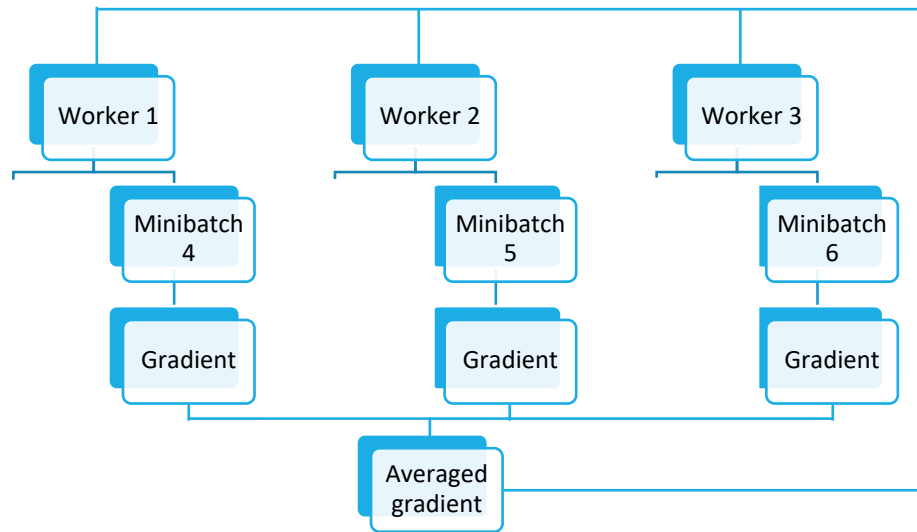 Worker 1
Worker 2
Worker 3
Minibatch
4
Minibatch
5
Minibatch
6
Gradient
Gradient
Gradient
Averaged
gradient